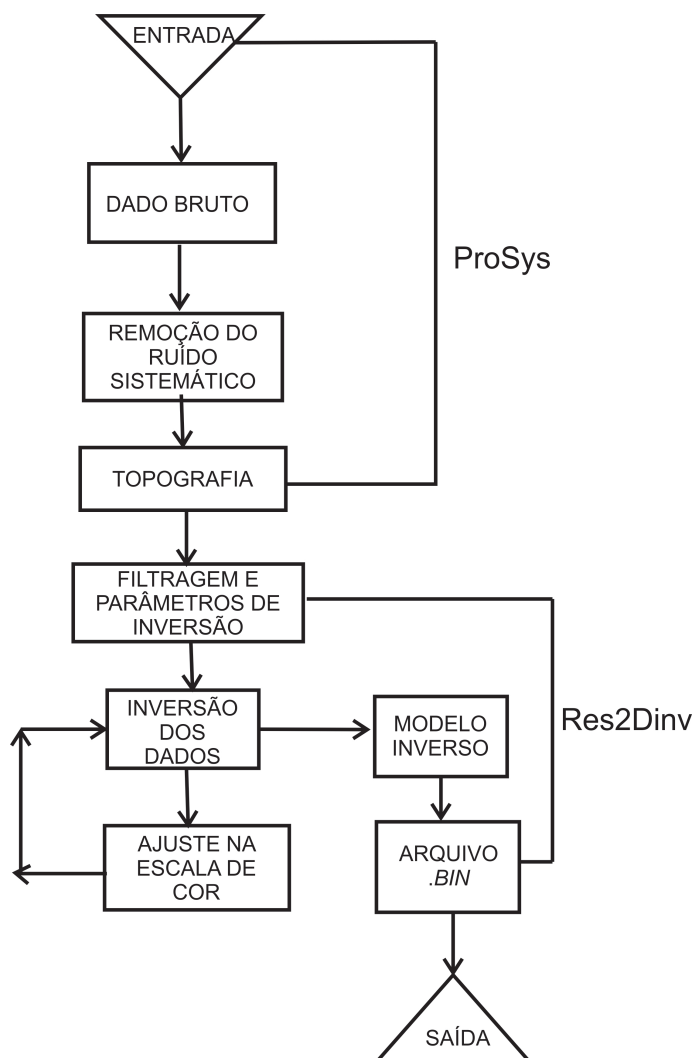 ENTRADA
DADO BRUTO
ProSys
REMOÇÃO DO
RUÍDO
SISTEMÁTICO
TOPOGRAFIA
FILTRAGEM E
PARÂMETROS DE
INVERSÃO
INVERSÃO
DOS
DADOS
MODELO
INVERSO
Res2Dinv
AJUSTE NA
ESCALA DE
COR
ARQUIVO
.BIN
SAÍDA